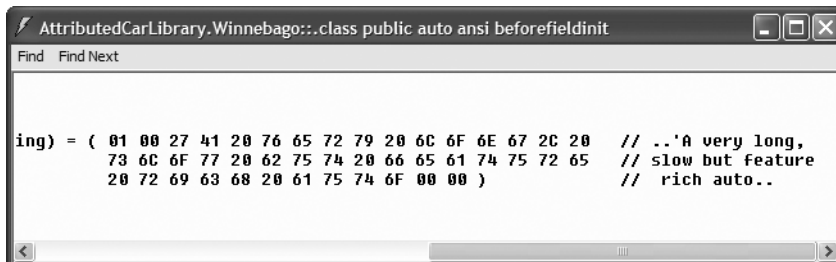 AttributedCarLibrary.Winnebago::.class public auto ansi beforefieldinit
Find Find Next
ing) = ( 01 00 27 41 20 76 65 72 79 20 6C 6F 6E 67 2C 20 // ..'A very long,
73 6C 6F 77 20 62 75 74 20 66 65 61 74 75 72 65 // slow but feature
20 72 69 63 68 20 61 75 74 6F 00 00 ) // rich auto..